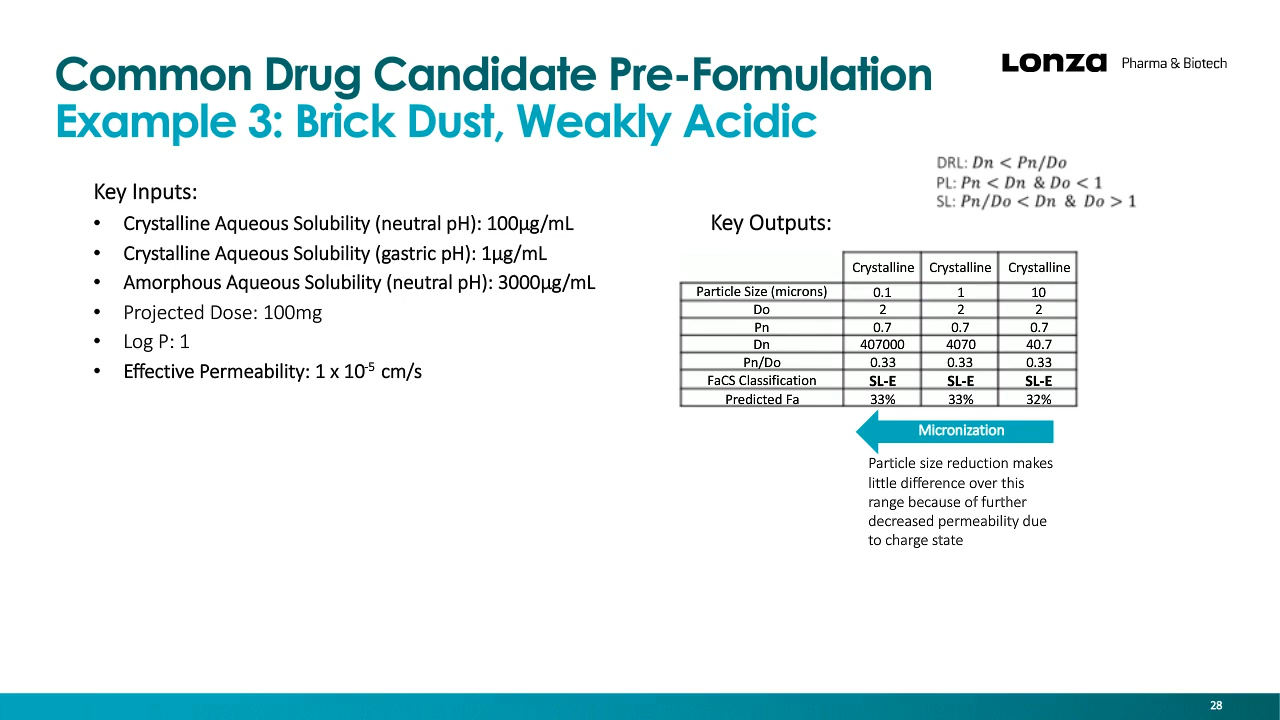 Common Drug Candidate Pre-Formulation
Example 3: Brick Dust, Weakly Acidic
Lonza Pharma & Biotech
DRL: Dn < Pn/Do
PL: Pn < Dn & Do < 1
SL: Pn/Do < Dn & Do > 1
Key Inputs:
• Crystalline Aqueous Solubility (neutral pH): 100µg/mL
• Crystalline Aqueous Solubility (gastric pH): 1µg/mL
• Amorphous Aqueous Solubility (neutral pH): 3000µg/mL
• Projected Dose: 100mg
• Log P: 1
• Effective Permeability: 1 x 10⁻⁵ cm/s
Key Outputs:
Crystalline Crystalline Crystalline
Particle Size (microns) 0.1 1 10
Do 2 2 2
Pn 0.7 0.7 0.7
Dn 407000 4070 40.7
Pn/Do 0.33 0.33 0.33
FaCS Classification SL-E SL-E SL-E
Predicted Fa 33% 33% 32%
Micronization
Particle size reduction makes
little difference over this
range because of further
decreased permeability due
to charge state
28